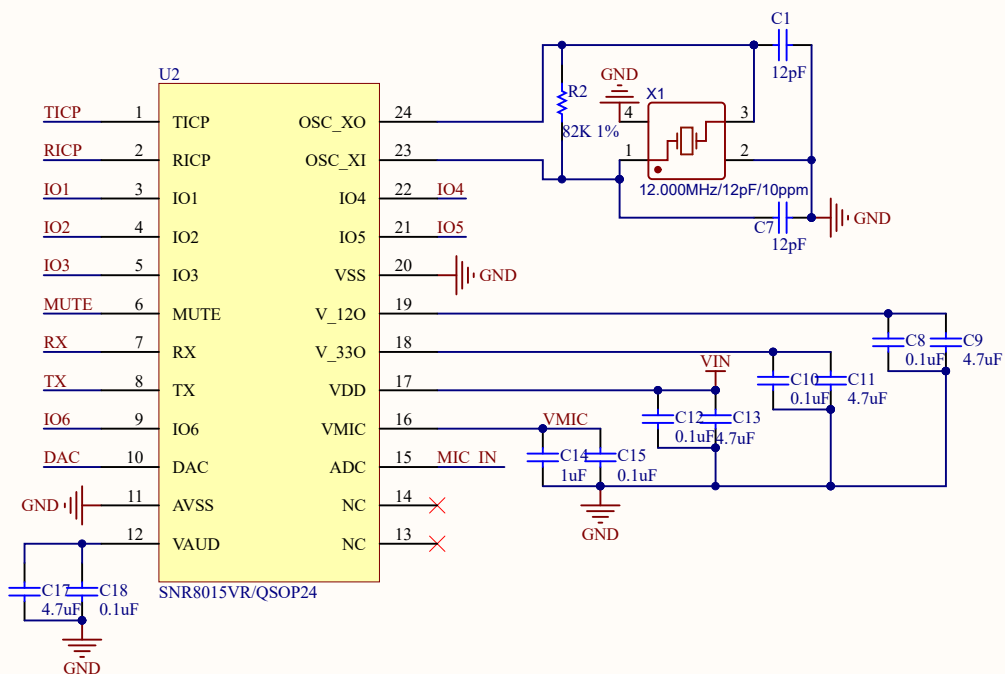 C1
12pF
U2
GND
R2
X1
4
3
82K 1%
1
2
12.000MHz/12pF/10ppm
C7
12pF
GND
TICP 1 TICP OSC_XO 24
RICP 2 RICP OSC_XI 23
IO1 3 IO1 IO4 22 IO4
IO2 4 IO2 IO5 21 IO5
IO3 5 IO3 VSS 20 GND
MUTE 6 MUTE V_12O 19
RX 7 RX V_33O 18
TX 8 TX VDD 17
IO6 9 IO6 VMIC 16 VMIC
DAC 10 DAC ADC 15 MIC IN
GND 11 AVSS NC 14
12 VAUD NC 13
C8
0.1uF
C9
4.7uF
VIN
C10
0.1uF
C11
4.7uF
C12
0.1uF
C13
4.7uF
C14
1uF
C15
0.1uF
GND
C17
4.7uF
C18
0.1uF
GND
SNR8015VR/QSOP24